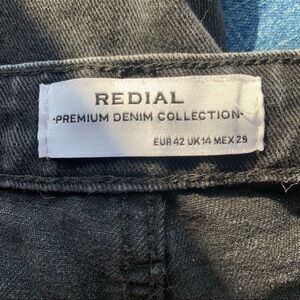 REDIAL
-PREMIUM DENIM COLLECTION-
EUR 42 UK 14 MEX 29